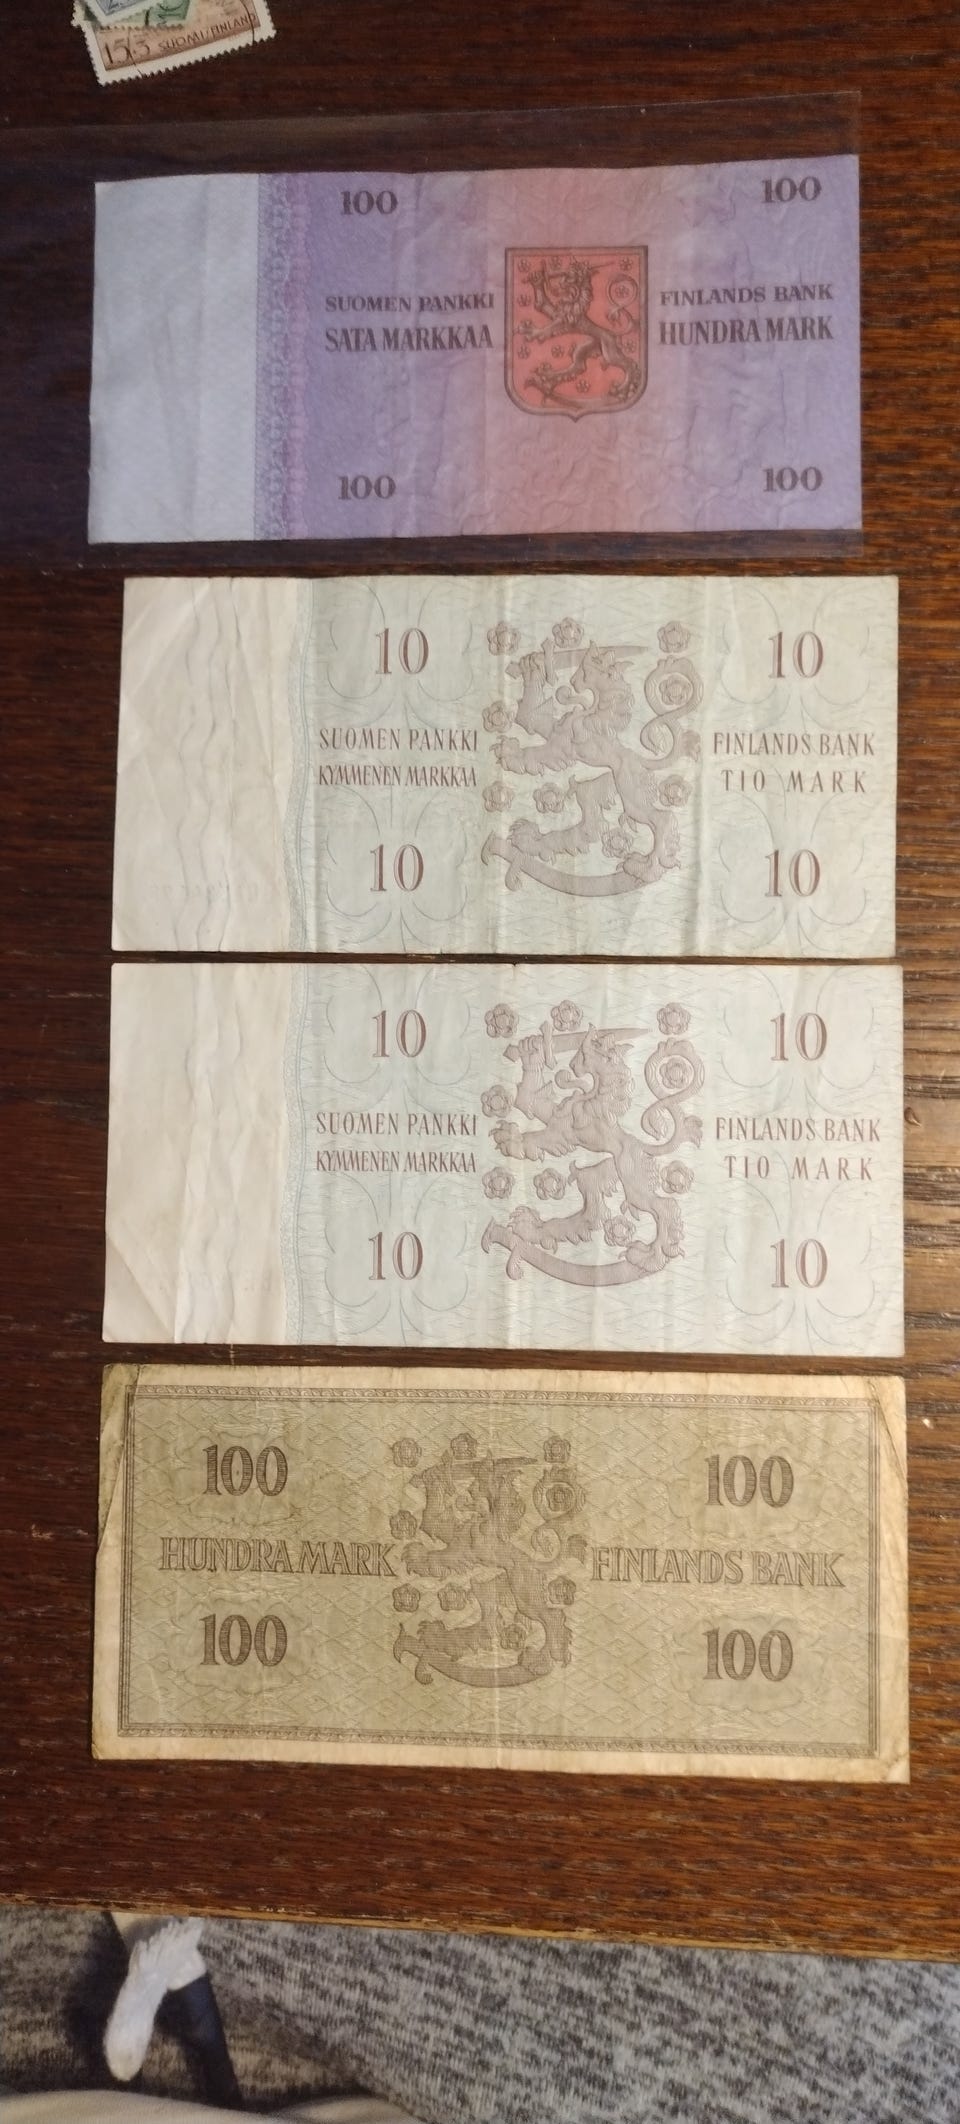 15+3 SUOMI-FINLAND
100 100
SUOMEN PANKKI FINLANDS BANK
SATA MARKKAA HUNDRA MARK
100 100
10 10
SUOMEN PANKKI FINLANDS BANK
KYMMENEN MARKKAA TIO MARK
10 10
10 10
SUOMEN PANKKI FINLANDS BANK
KYMMENEN MARKKAA TIO MARK
10 10
100 100
HUNDRA MARK FINLANDS BANK
100 100